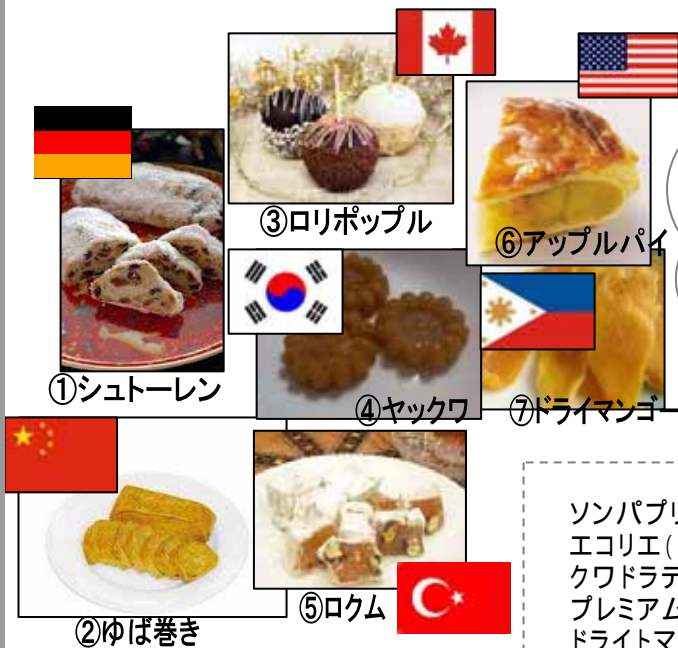 ③ロリポップル
⑥アップルパイ
①シュトーレン
④ヤックワ
⑦ドライマンゴー
②ゆば巻き
⑤ロクム
ソンパプリ
エコリエ(
クワドラテ
プレミアム
ドライトマ